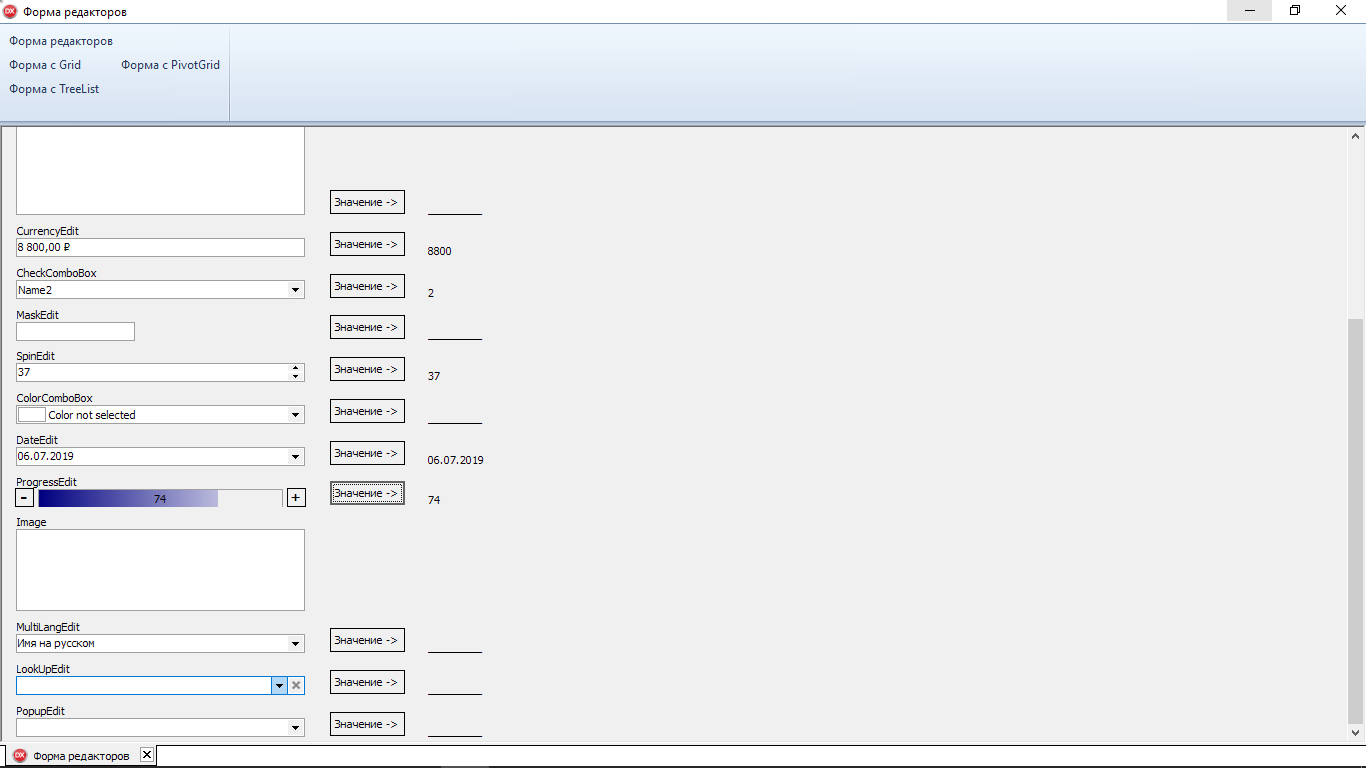 DX Форма редакторов
Форма редакторов
Форма с Grid Форма с PivotGrid
Форма с TreeList
Значение ->
CurrencyEdit
8 800,00 ₽ Значение -> 8800
CheckComboBox
Name2 Значение -> 2
MaskEdit
Значение ->
SpinEdit
37 Значение -> 37
ColorComboBox
Color not selected Значение ->
DateEdit
06.07.2019 Значение -> 06.07.2019
ProgressEdit
- 74 + Значение -> 74
Image
MultiLangEdit
Имя на русском Значение ->
LookUpEdit
Значение ->
PopupEdit
Значение ->
DX Форма редакторов